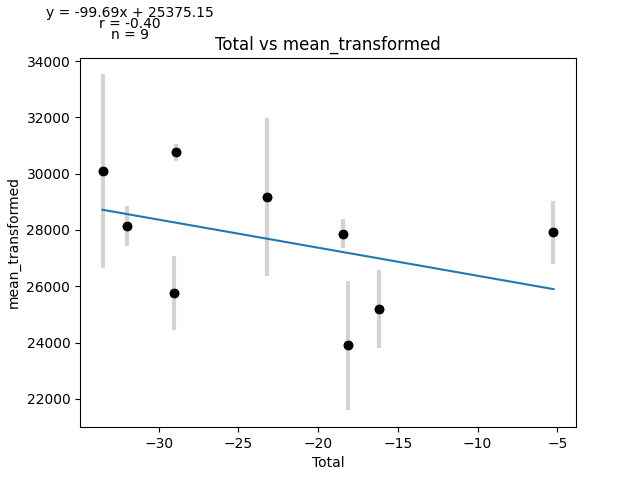 y = -99.69x + 25375.15
r = -0.40
n = 9
Total vs mean_transformed
34000
32000
30000
28000
26000
24000
22000
mean_transformed
−30
−25
−20
−15
−10
−5
Total